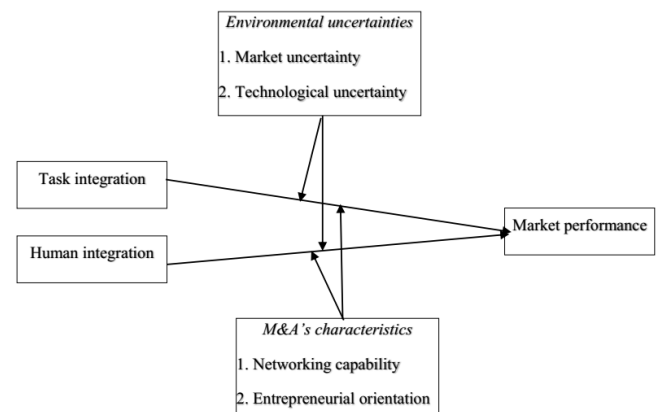 Environmental uncertainties
1. Market uncertainty
2. Technological uncertainty
Task integration
Human integration
Market performance
M&A’s characteristics
1. Networking capability
2. Entrepreneurial orientation